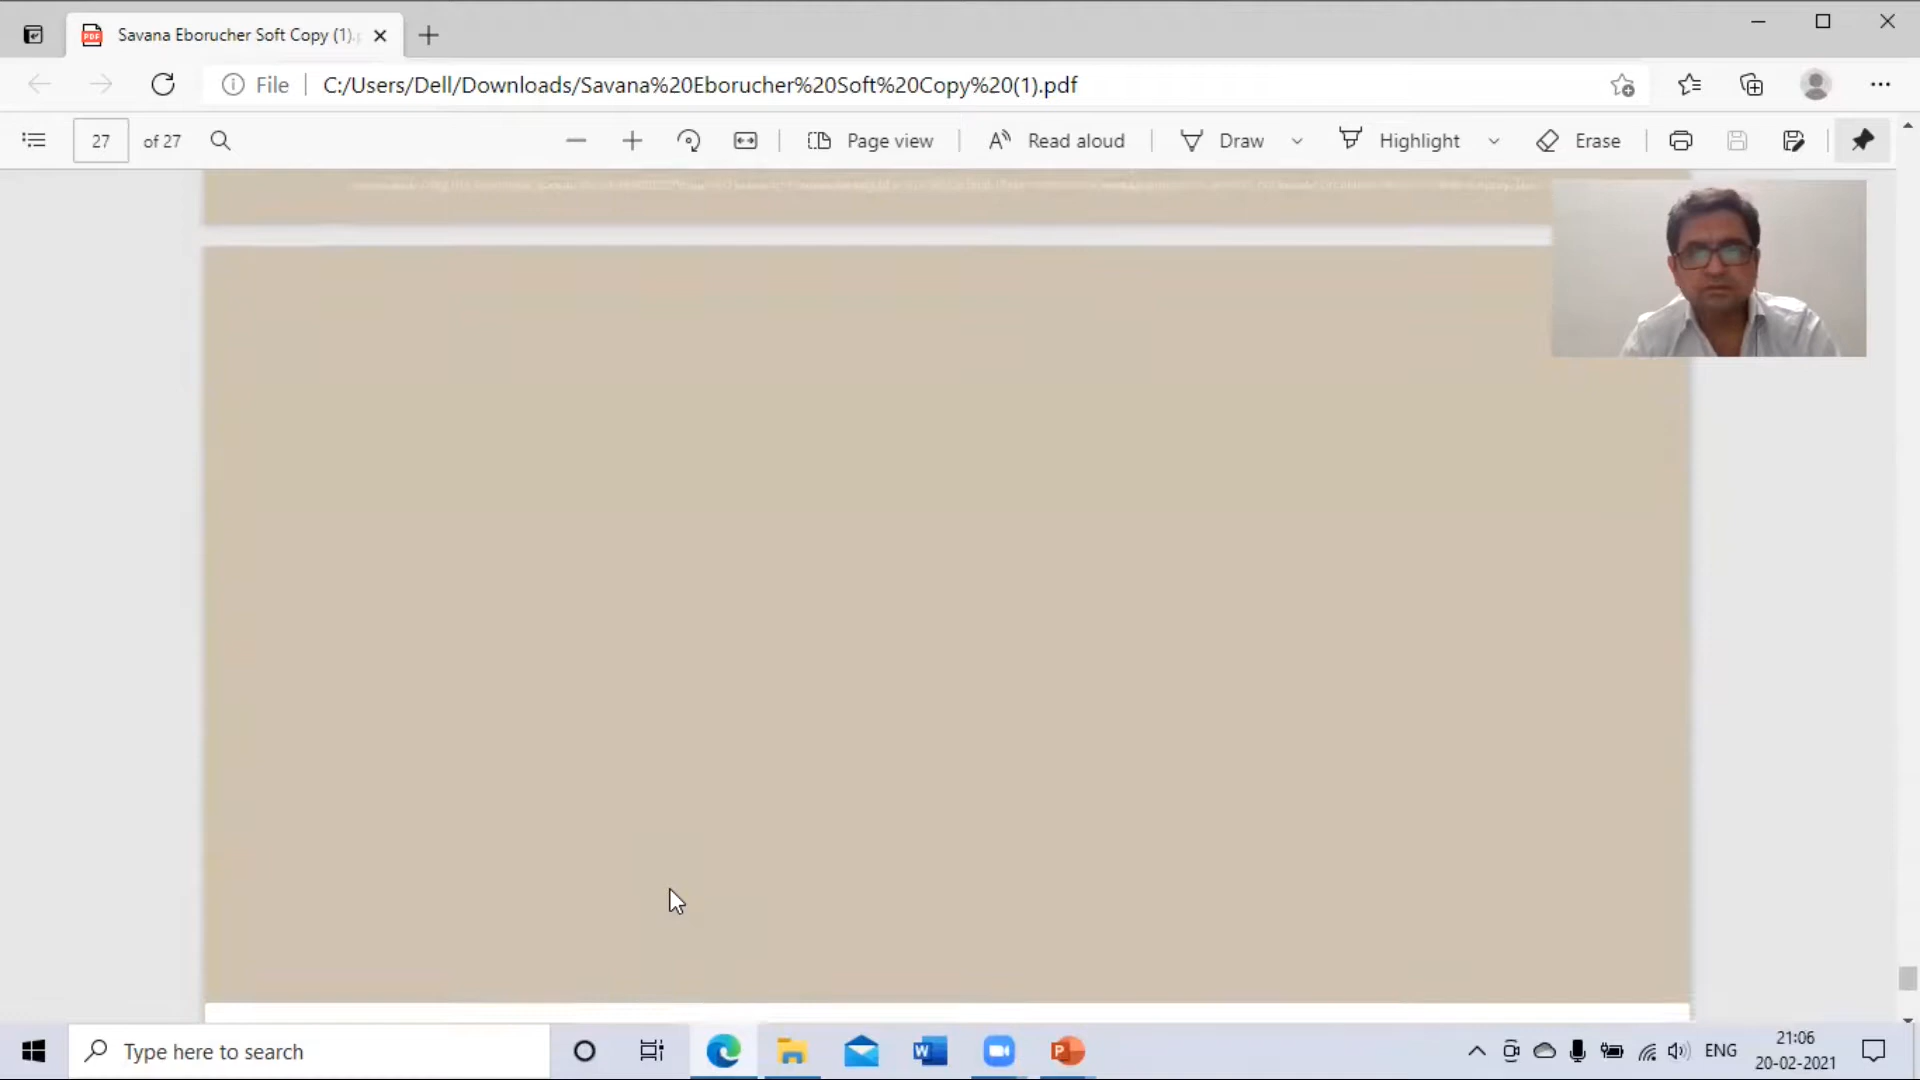 Savana Eborucher Soft Copy (1).
File
C:/Users/Dell/Downloads/Savana%20Eborucher%20Soft%20Copy%20(1).pdf
27 of 27
Page view
Read aloud
Draw
Highlight
Erase
Type here to search
ENG
21:06
20-02-2021